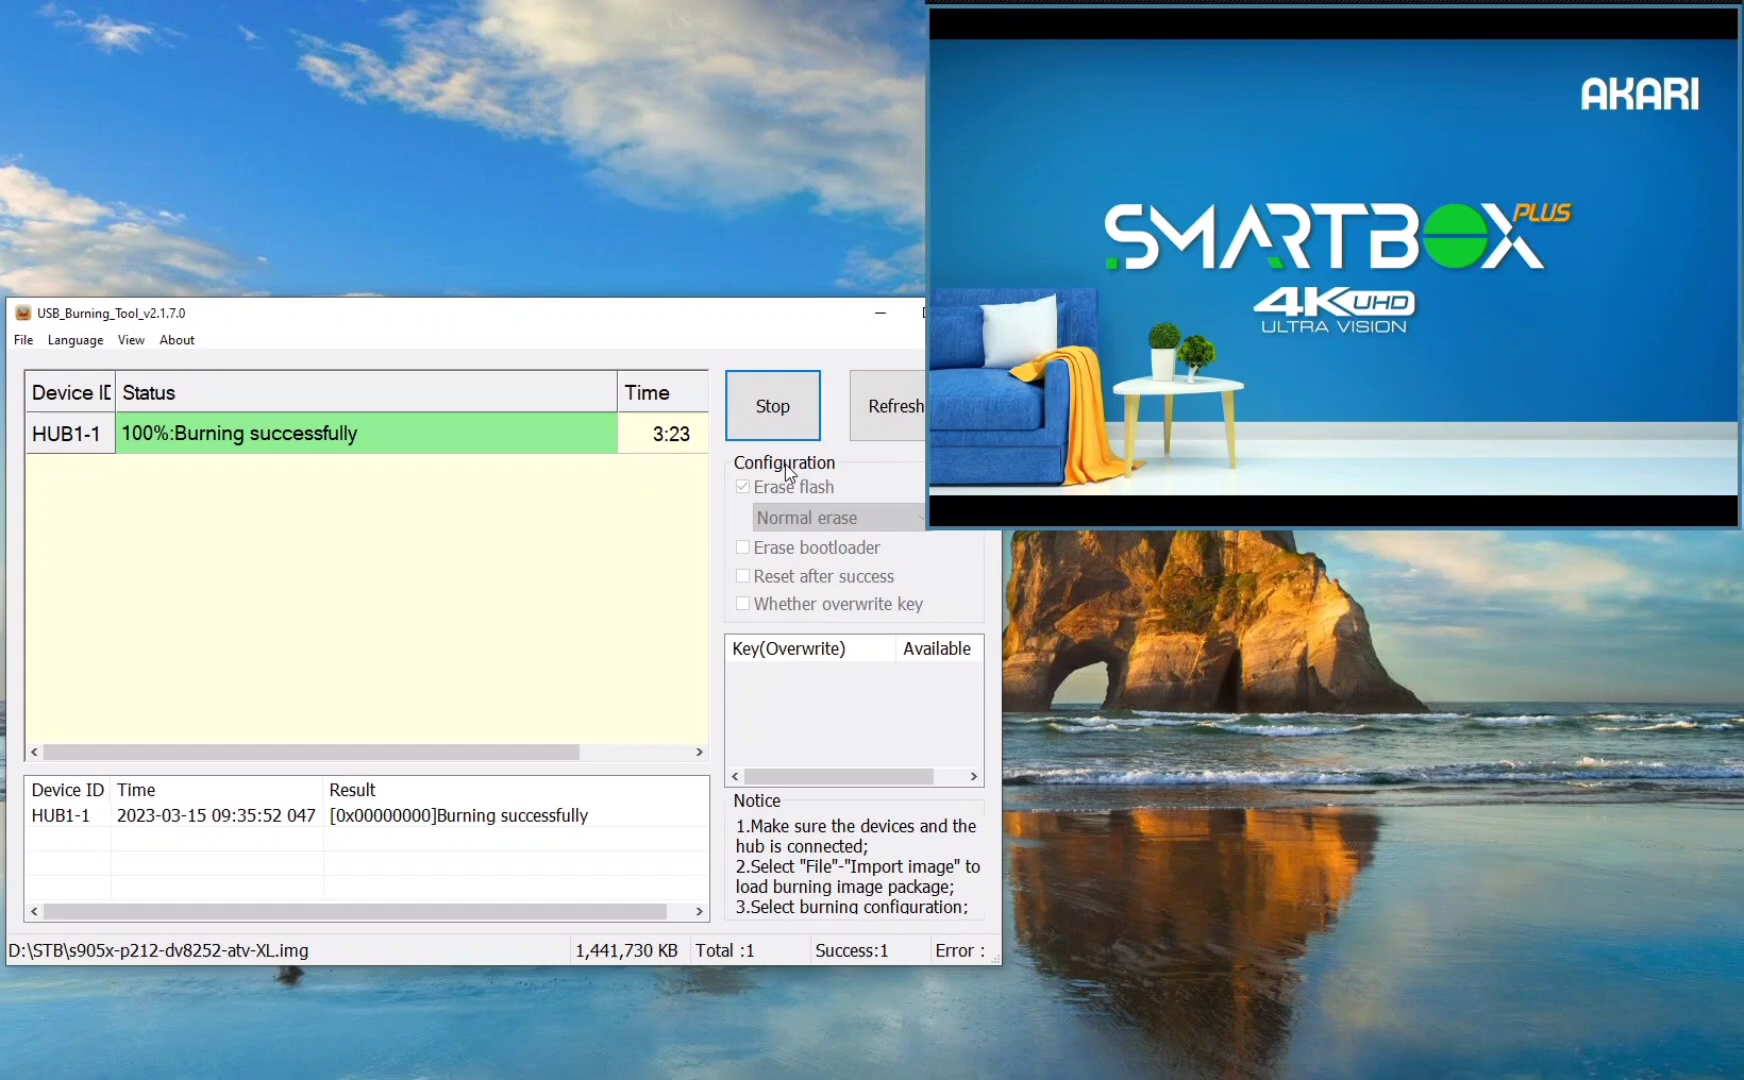 AKARI
SMARTBOX PLUS
4K UHD
ULTRA VISION
USB_Burning_Tool_v2.1.7.0
File Language View About
Device ID Status Time
HUB1-1 100%:Burning successfully 3:23
Stop
Refresh
Configuration
Erase flash
Normal erase
Erase bootloader
Reset after success
Whether overwrite key
Key(Overwrite) Available
Device ID Time Result
HUB1-1 2023-03-15 09:35:52 047 [0x00000000]Burning successfully
Notice
1.Make sure the devices and the
hub is connected;
2.Select "File"-"Import image" to
load burning image package;
3.Select burning configuration;
D:\STB\s905x-p212-dv8252-atv-XL.img 1,441,730 KB Total :1 Success:1 Error :